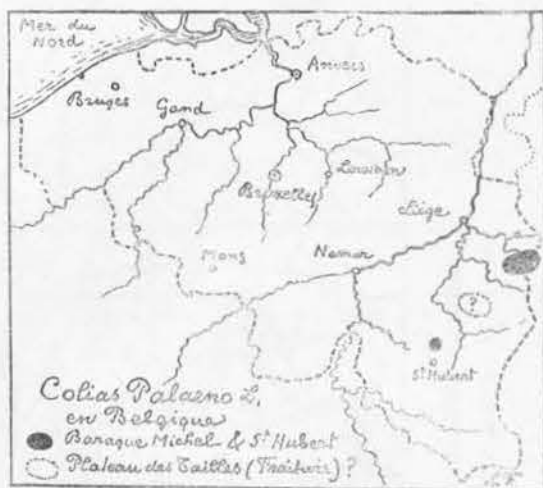 Mer du
Nord
Anvers
Bruges
Gand
Louvain
Bruxelles
Liège
Mons
Namur
?
St Hubert
Colias Palaeno L.
en Belgique
Baraque Michel & St Hubert
Plateau des Tailles (Fraiture) ?